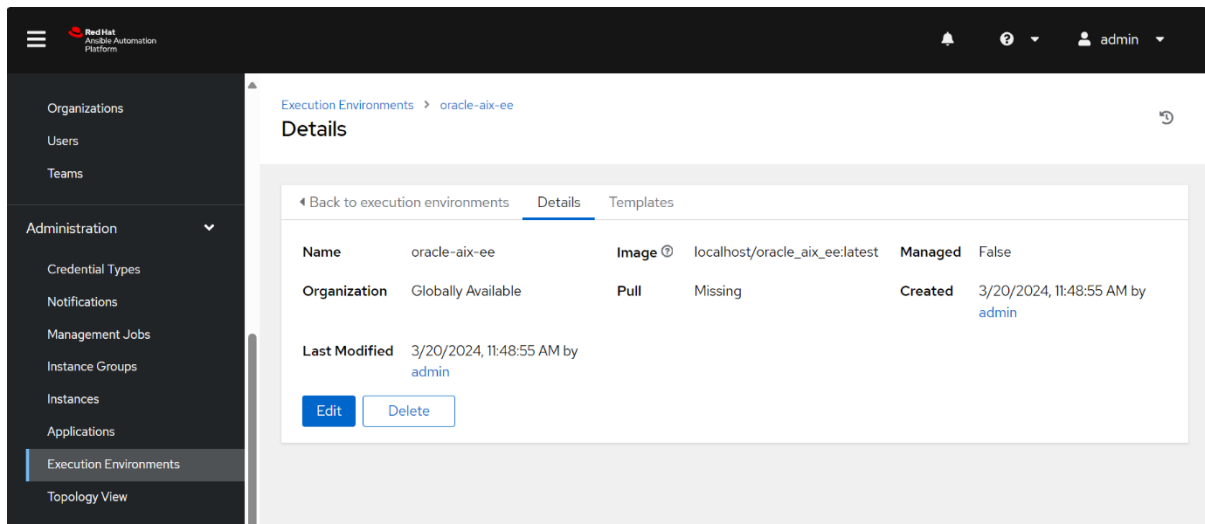 Red Hat
Ansible Automation
Platform
admin
Organizations
Users
Teams
Administration
Credential Types
Notifications
Management Jobs
Instance Groups
Instances
Applications
Execution Environments
Topology View
Execution Environments > oracle-aix-ee
Details
Back to execution environments Details Templates
Name oracle-aix-ee Image localhost/oracle_aix_ee:latest Managed False
Organization Globally Available Pull Missing Created 3/20/2024, 11:48:55 AM by
admin
Last Modified 3/20/2024, 11:48:55 AM by
admin
Edit Delete